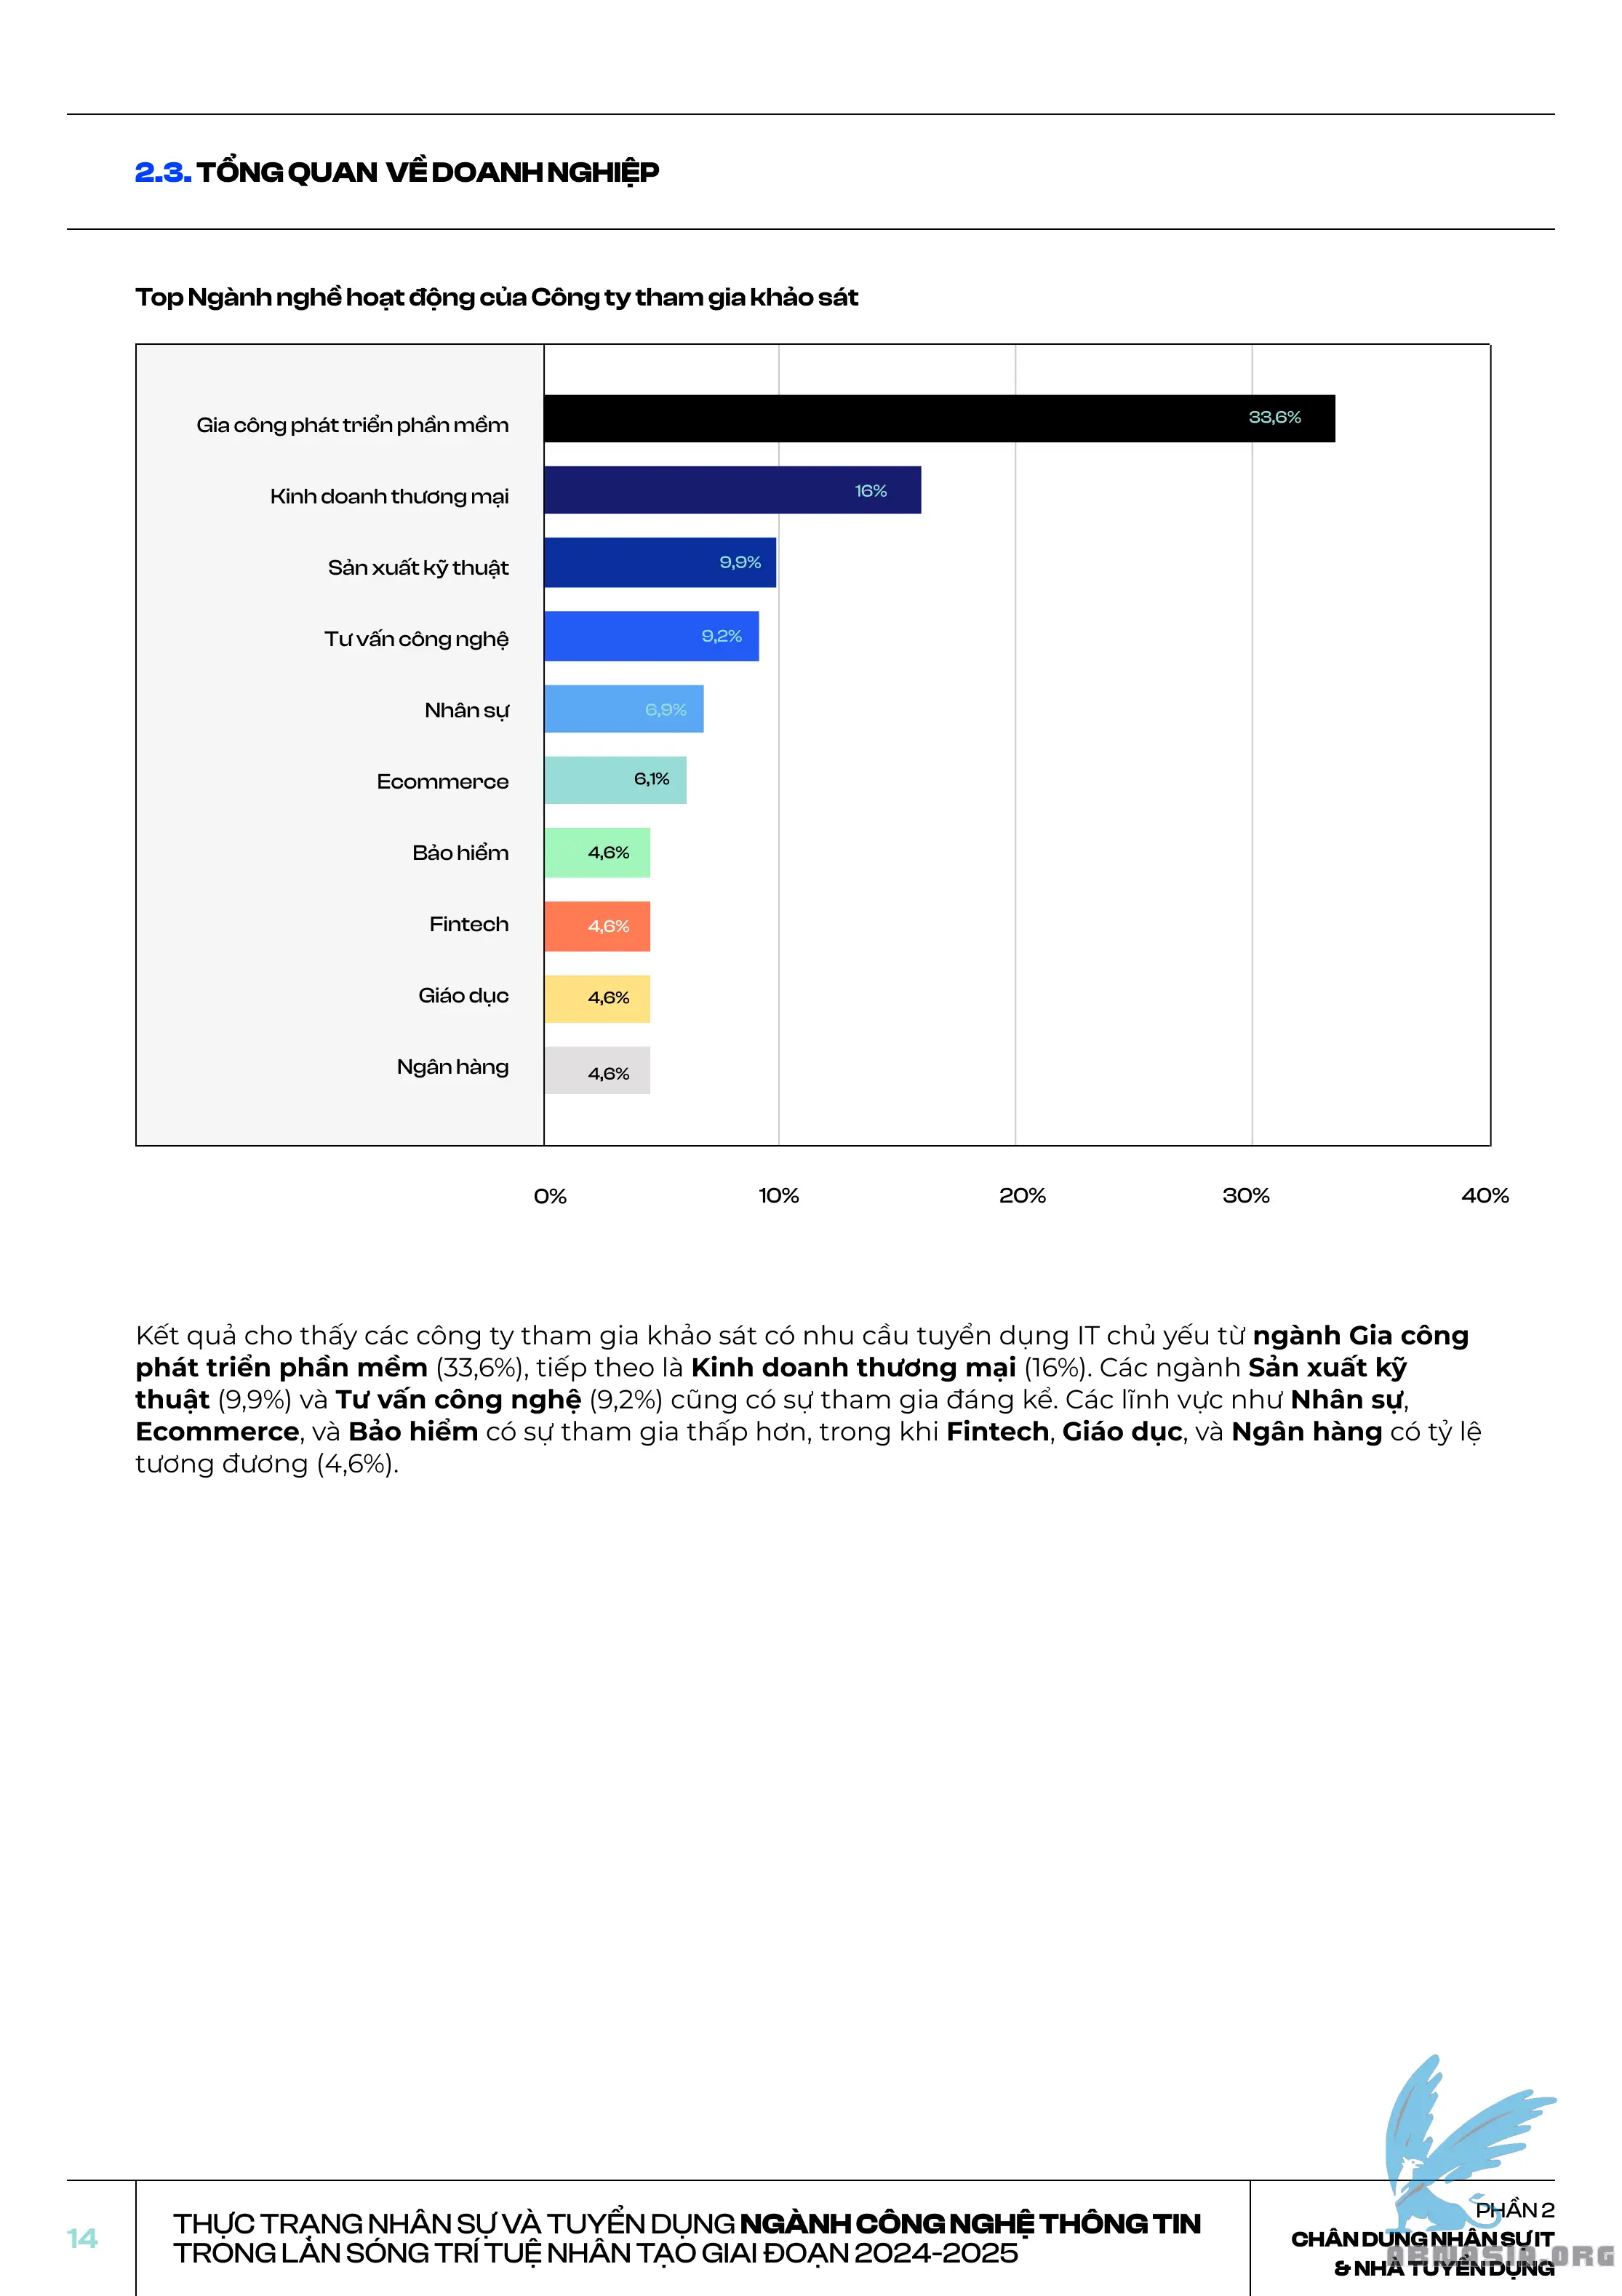 2.3. TỔNG QUAN VỀ DOANH NGHIỆP
Top Ngành nghề hoạt động của Công ty tham gia khảo sát
Gia công phát triển phần mềm 33,6%
Kinh doanh thương mại 16%
Sản xuất kỹ thuật 9,9%
Tư vấn công nghệ 9,2%
Nhân sự 6,9%
Ecommerce 6,1%
Bảo hiểm 4,6%
Fintech 4,6%
Giáo dục 4,6%
Ngân hàng 4,6%
0% 10% 20% 30% 40%
Kết quả cho thấy các công ty tham gia khảo sát có nhu cầu tuyển dụng IT chủ yếu từ ngành Gia công
phát triển phần mềm (33,6%), tiếp theo là Kinh doanh thương mại (16%). Các ngành Sản xuất kỹ
thuật (9,9%) và Tư vấn công nghệ (9,2%) cũng có sự tham gia đáng kể. Các lĩnh vực như Nhân sự,
Ecommerce, và Bảo hiểm có sự tham gia thấp hơn, trong khi Fintech, Giáo dục, và Ngân hàng có tỷ lệ
tương đương (4,6%).
14
THỰC TRẠNG NHÂN SỰ VÀ TUYỂN DỤNG NGÀNH CÔNG NGHỆ THÔNG TIN
TRONG LÀN SÓNG TRÍ TUỆ NHÂN TẠO GIAI ĐOẠN 2024-2025
PHẦN 2
CHÂN DUNG NHÂN SỰ IT
& NHÀ TUYỂN DỤNG